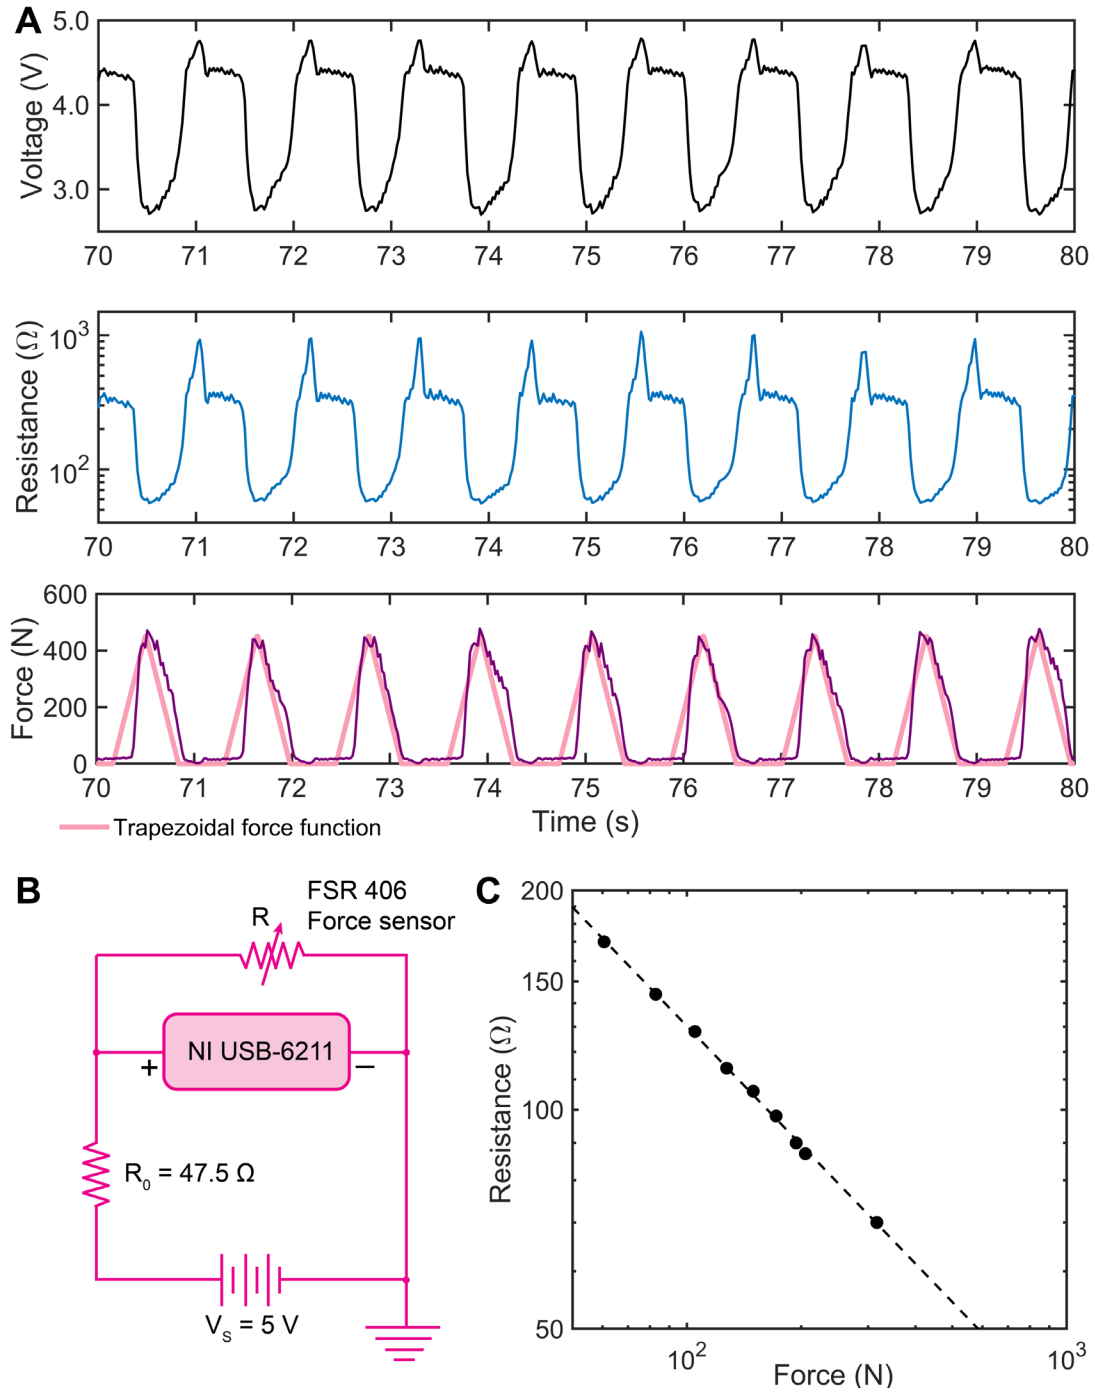 A
5.0
4.0
3.0
Voltage (V)
70 71 72 73 74 75 76 77 78 79 80
10³
10²
Resistance (Ω)
70 71 72 73 74 75 76 77 78 79 80
600
400
200
0
Force (N)
70 71 72 73 74 75 76 77 78 79 80
Time (s)
Trapezoidal force function
B
FSR 406
Force sensor
R
NI USB-6211
+ −
R₀ = 47.5 Ω
Vₛ = 5 V
C
200
150
100
50
Resistance (Ω)
10² 10³
Force (N)